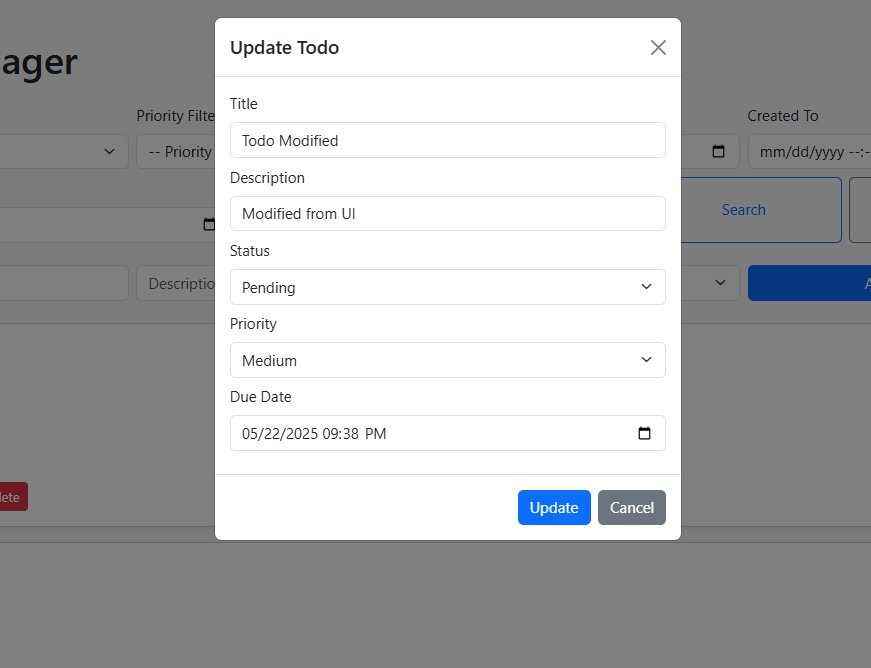 Update Todo
ager
Title
Priority Filte
Created To
Todo Modified
-- Priority
mm/dd/yyyy --:-
Description
Search
Modified from UI
Status
Descriptio
Pending
A
Priority
Medium
Due Date
05/22/2025 09:38 PM
lete
Update Cancel